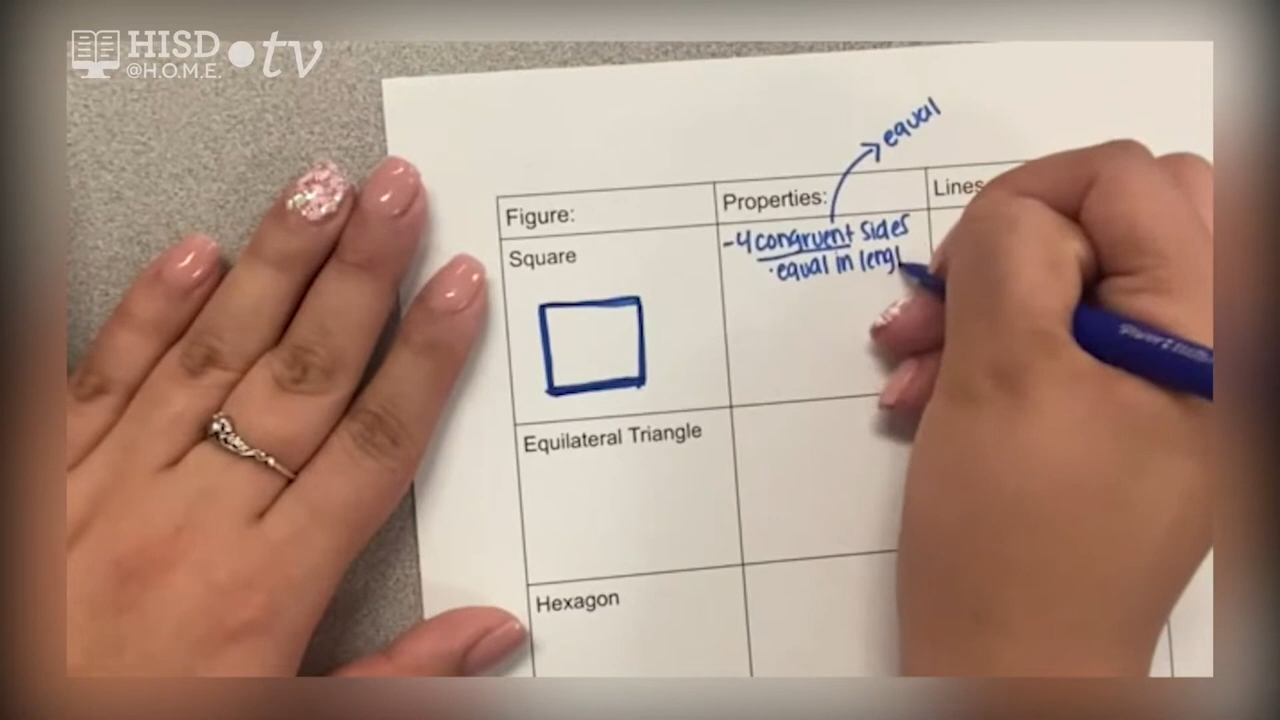 HISD
@H.O.M.E.
tv
equal
Figure:
Properties:
Lines
Square
-4 congruent sides
·equal in lengt
Equilateral Triangle
Hexagon